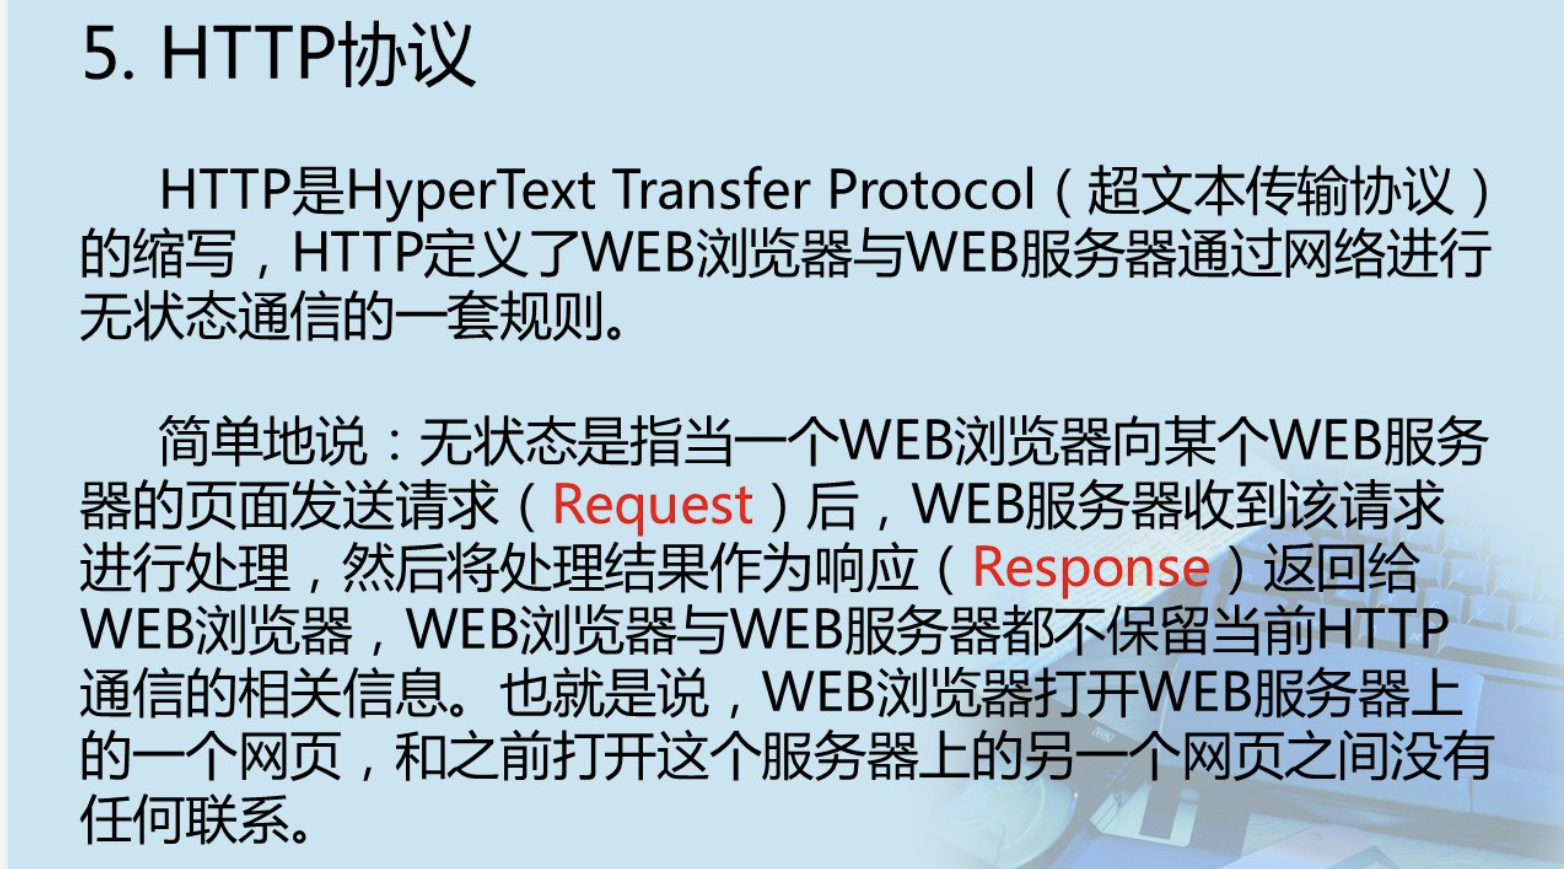 5. HTTP协议
HTTP是HyperText Transfer Protocol（超文本传输协议）
的缩写，HTTP定义了WEB浏览器与WEB服务器通过网络进行
无状态通信的一套规则。
简单地说：无状态是指当一个WEB浏览器向某个WEB服务
器的页面发送请求（Request）后，WEB服务器收到该请求
进行处理，然后将处理结果作为响应（Response）返回给
WEB浏览器，WEB浏览器与WEB服务器都不保留当前HTTP
通信的相关信息。也就是说，WEB浏览器打开WEB服务器上
的一个网页，和之前打开这个服务器上的另一个网页之间没有
任何联系。